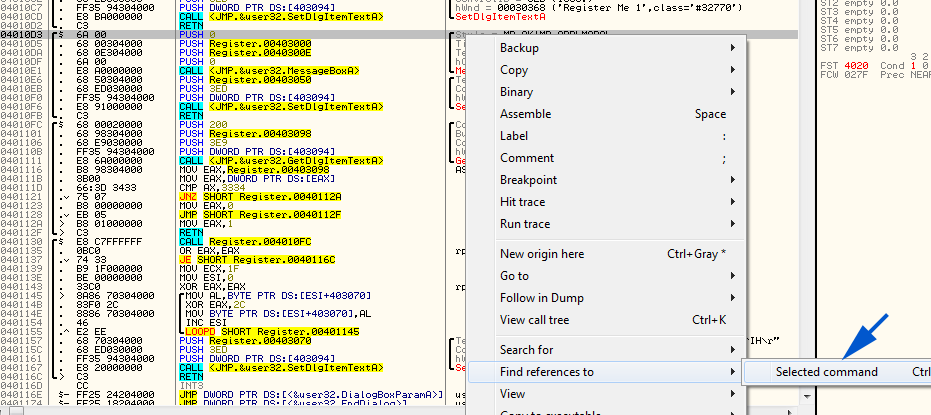 004010C7 . FF35 94304000 PUSH DWORD PTR DS:[403094] hWnd = 00030368 ('Register Me 1',class='#32770')
004010CD . E8 BA000000 CALL <JMP.&user32.SetDlgItemTextA> SetDlgItemTextA
004010D2 . C3 RETN
004010D3 $ 6A 00 PUSH 0
004010D5 . 68 00304000 PUSH Register.00403000
004010DA . 68 0E304000 PUSH Register.0040300E
004010DF . 6A 00 PUSH 0
004010E1 . E8 A0000000 CALL <JMP.&user32.MessageBoxA>
004010E6 . 68 50304000 PUSH Register.00403050
004010EB . 68 ED030000 PUSH 3ED
004010F0 . FF35 94304000 PUSH DWORD PTR DS:[403094]
004010F6 . E8 91000000 CALL <JMP.&user32.SetDlgItemTextA>
004010FB . C3 RETN
004010FC $ 68 00020000 PUSH 200
00401101 . 68 98304000 PUSH Register.00403098
00401106 . 68 E9030000 PUSH 3E9
0040110B . FF35 94304000 PUSH DWORD PTR DS:[403094]
00401111 . E8 6A000000 CALL <JMP.&user32.GetDlgItemTextA>
00401116 . B8 98304000 MOV EAX,Register.00403098
0040111B . 8B00 MOV EAX,DWORD PTR DS:[EAX]
0040111D . 66:3D 3433 CMP AX,3334
00401121 . 75 07 JNZ SHORT Register.0040112A
00401123 . B8 00000000 MOV EAX,0
00401128 . EB 05 JMP SHORT Register.0040112F
0040112A > B8 01000000 MOV EAX,1
0040112F > C3 RETN
00401130 $ E8 C7FFFFFF CALL Register.004010FC
00401135 . 0BC0 OR EAX,EAX
00401137 . 74 33 JE SHORT Register.0040116C
00401139 . B9 1F000000 MOV ECX,1F
0040113E . BE 00000000 MOV ESI,0
00401143 . 33C0 XOR EAX,EAX
00401145 > 8A86 70304000 MOV AL,BYTE PTR DS:[ESI+403070]
0040114B . 83F0 2C XOR EAX,2C
0040114E . 8886 70304000 MOV BYTE PTR DS:[ESI+403070],AL
00401154 . 46 INC ESI
00401155 .^ E2 EE LOOPD SHORT Register.00401145
00401157 . 68 70304000 PUSH Register.00403070
0040115C . 68 ED030000 PUSH 3ED
00401161 . FF35 94304000 PUSH DWORD PTR DS:[403094]
00401167 . E8 20000000 CALL <JMP.&user32.SetDlgItemTextA>
0040116C > C3 RETN
CC INT3
$- FF25 24204000 JMP DWORD PTR DS:[<&user32.DialogBoxParamA>]
Backup
Copy
Binary
Assemble Space
Label :
Comment ;
Breakpoint
Hit trace
Run trace
New origin here Ctrl+Gray *
Go to
Follow in Dump
View call tree Ctrl+K
Search for
Find references to
View
Selected command Ctrl
ST2 empty 0.0
ST3 empty 0.0
ST4 empty 0.0
ST5 empty 0.0
ST6 empty 0.0
ST7 empty 0.0
3 2
FST 4020 Cond 1 0
FCW 027F Prec NEAR